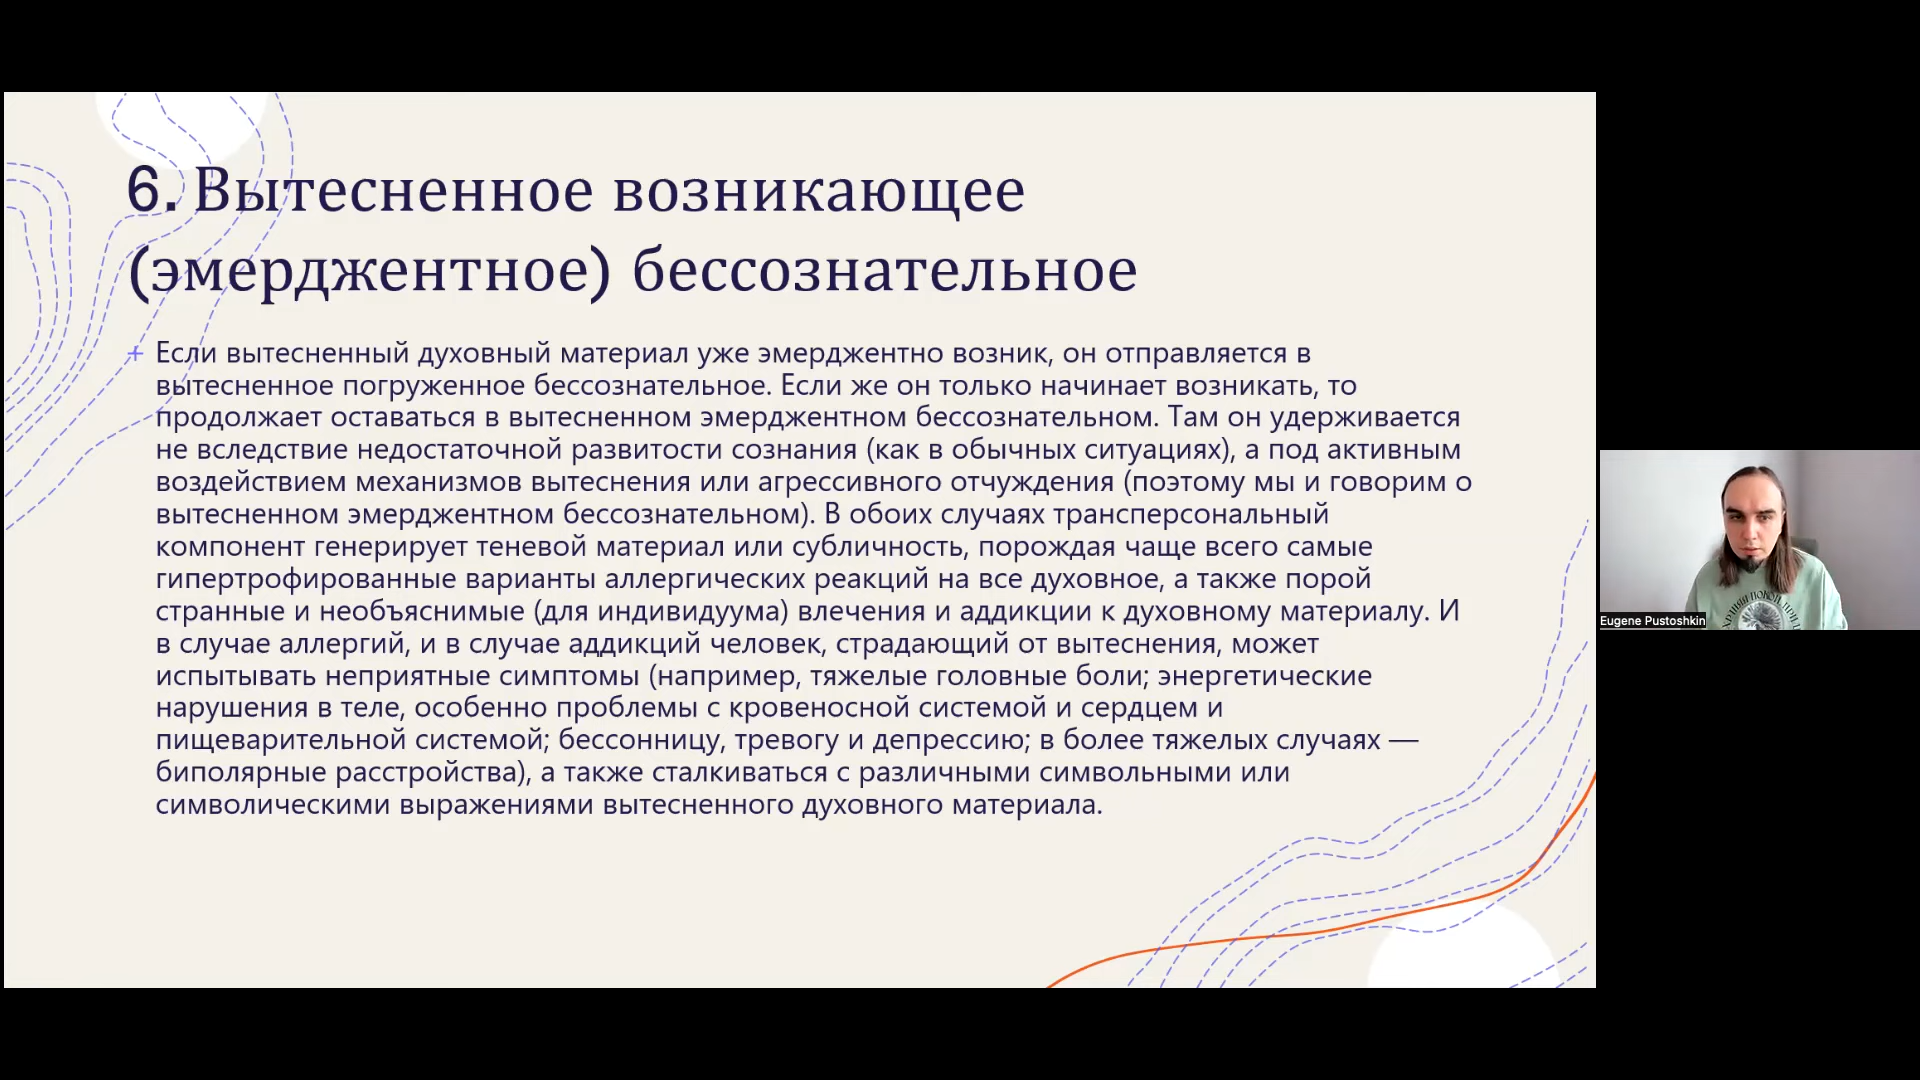 6. Вытесненное возникающее
(эмерджентное) бессознательное
+ Если вытесненный духовный материал уже эмерджентно возник, он отправляется в
вытесненное погруженное бессознательное. Если же он только начинает возникать, то
продолжает оставаться в вытесненном эмерджентном бессознательном. Там он удерживается
не вследствие недостаточной развитости сознания (как в обычных ситуациях), а под активным
воздействием механизмов вытеснения или агрессивного отчуждения (поэтому мы и говорим о
вытесненном эмерджентном бессознательном). В обоих случаях трансперсональный
компонент генерирует теневой материал или субличность, порождая чаще всего самые
гипертрофированные варианты аллергических реакций на все духовное, а также порой
странные и необъяснимые (для индивидуума) влечения и аддикции к духовному материалу. И
в случае аллергий, и в случае аддикций человек, страдающий от вытеснения, может
испытывать неприятные симптомы (например, тяжелые головные боли; энергетические
нарушения в теле, особенно проблемы с кровеносной системой и сердцем и
пищеварительной системой; бессонницу, тревогу и депрессию; в более тяжелых случаях —
биполярные расстройства), а также сталкиваться с различными символьными или
символическими выражениями вытесненного духовного материала.
Eugene Pustoshkin